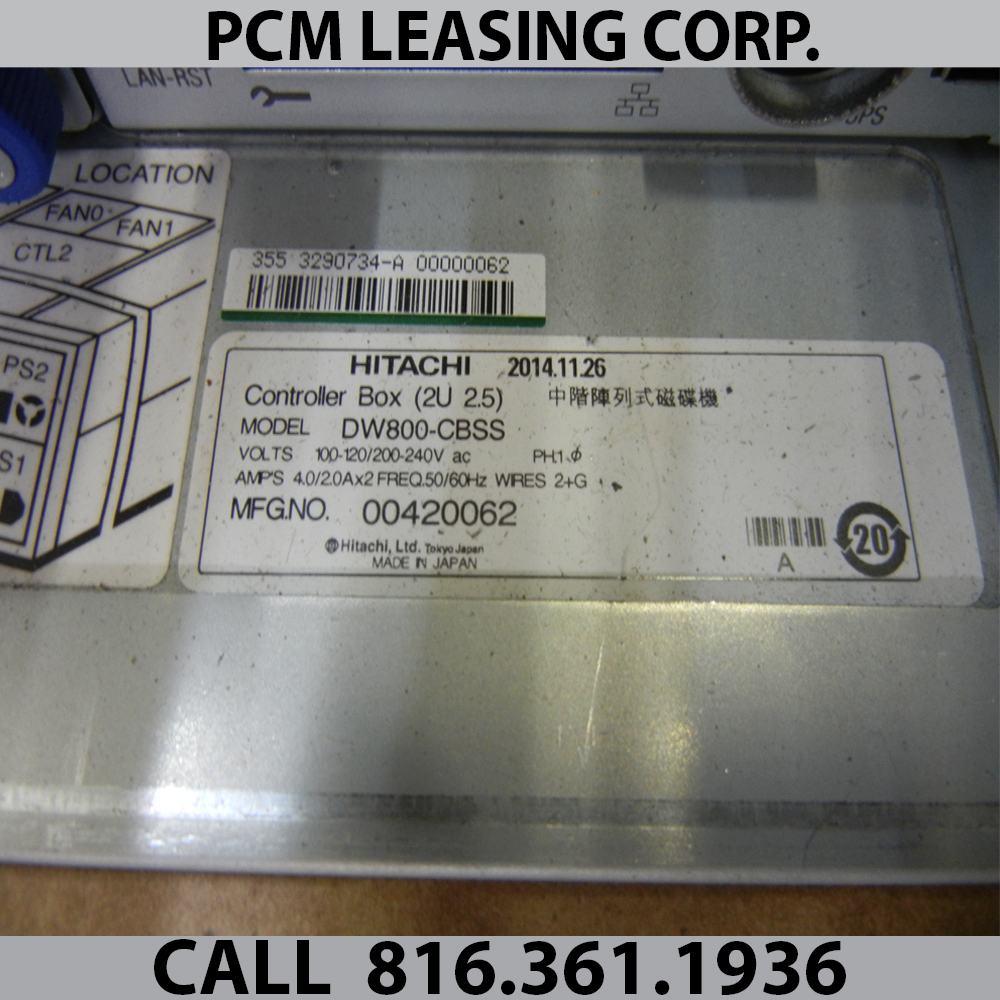 PCM LEASING CORP.
LAN-RST
LOCATION
FAN0
FAN1
CTL2
PS2
S1
355 3290734-A 00000062
HITACHI 2014.11.26
Controller Box (2U 2.5) 中階陣列式磁碟機
MODEL DW800-CBSS
VOLTS 100-120/200-240V ac PH.1.Φ
AMP'S 4.0/2.0Ax2 FREQ.50/60Hz WIRES 2+G
MFG.NO. 00420062
Hitachi, Ltd. Tokyo Japan
MADE IN JAPAN
A
20
CALL 816.361.1936